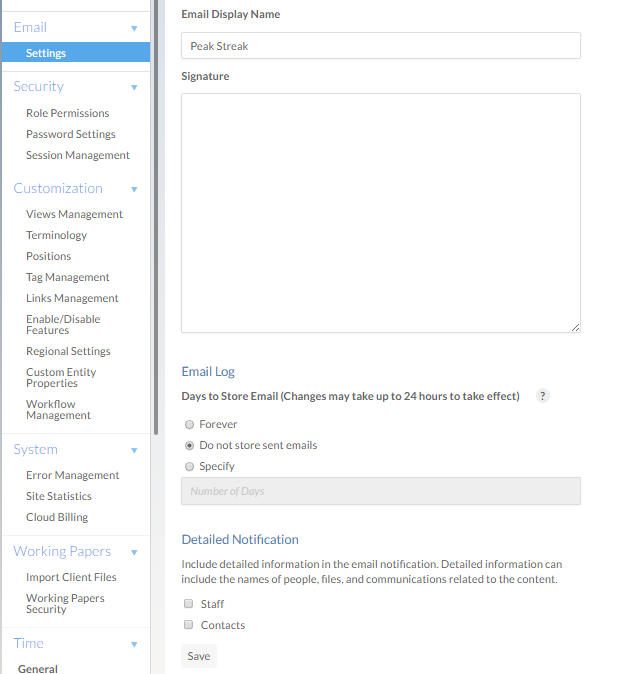 Email
Settings
Security
Role Permissions
Password Settings
Session Management
Customization
Views Management
Terminology
Positions
Tag Management
Links Management
Enable/Disable
Features
Regional Settings
Custom Entity
Properties
Workflow
Management
System
Error Management
Site Statistics
Cloud Billing
Working Papers
Import Client Files
Working Papers
Security
Time
General
Email Display Name
Peak Streak
Signature
Email Log
Days to Store Email (Changes may take up to 24 hours to take effect) ?
Forever
Do not store sent emails
Specify
Number of Days
Detailed Notification
Include detailed information in the email notification. Detailed information can
include the names of people, files, and communications related to the content.
Staff
Contacts
Save